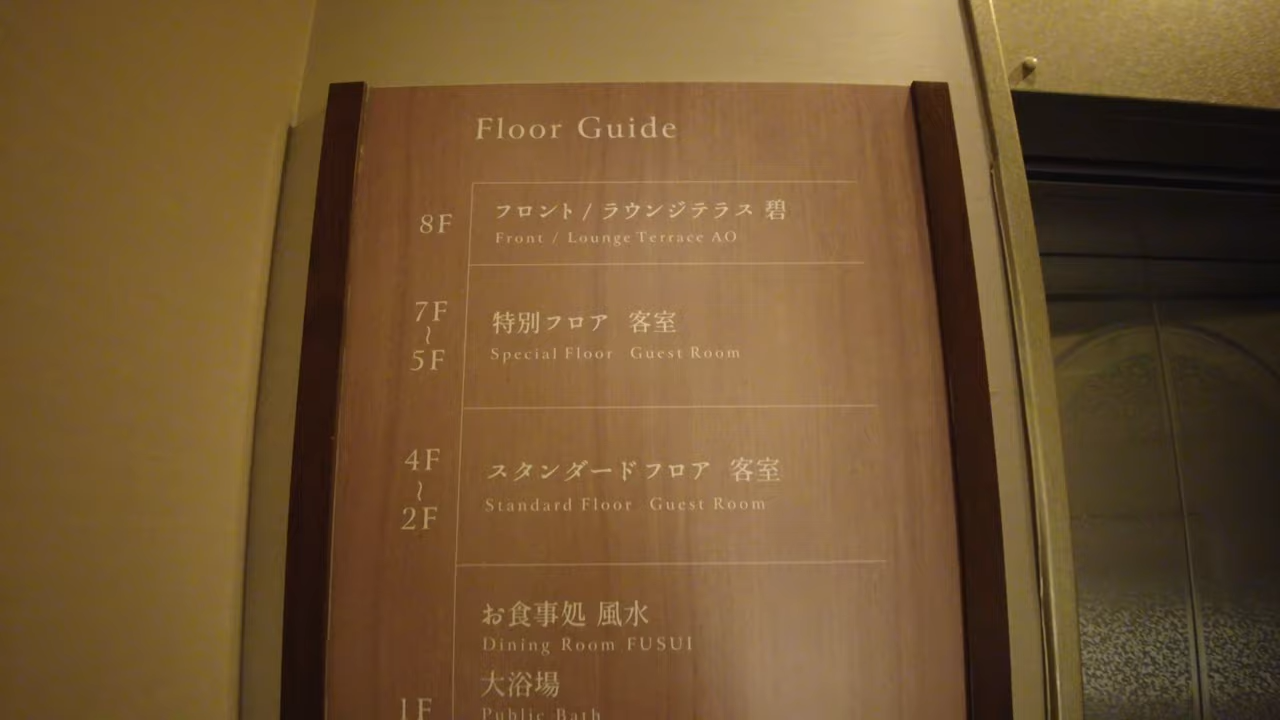 Floor Guide
8F
フロント / ラウンジテラス 碧
Front / Lounge Terrace AO
7F
〜
5F
特別フロア 客室
Special Floor Guest Room
4F
〜
2F
スタンダードフロア 客室
Standard Floor Guest Room
お食事処 風水
Dining Room FUSUI
大浴場
1F
Public Bath